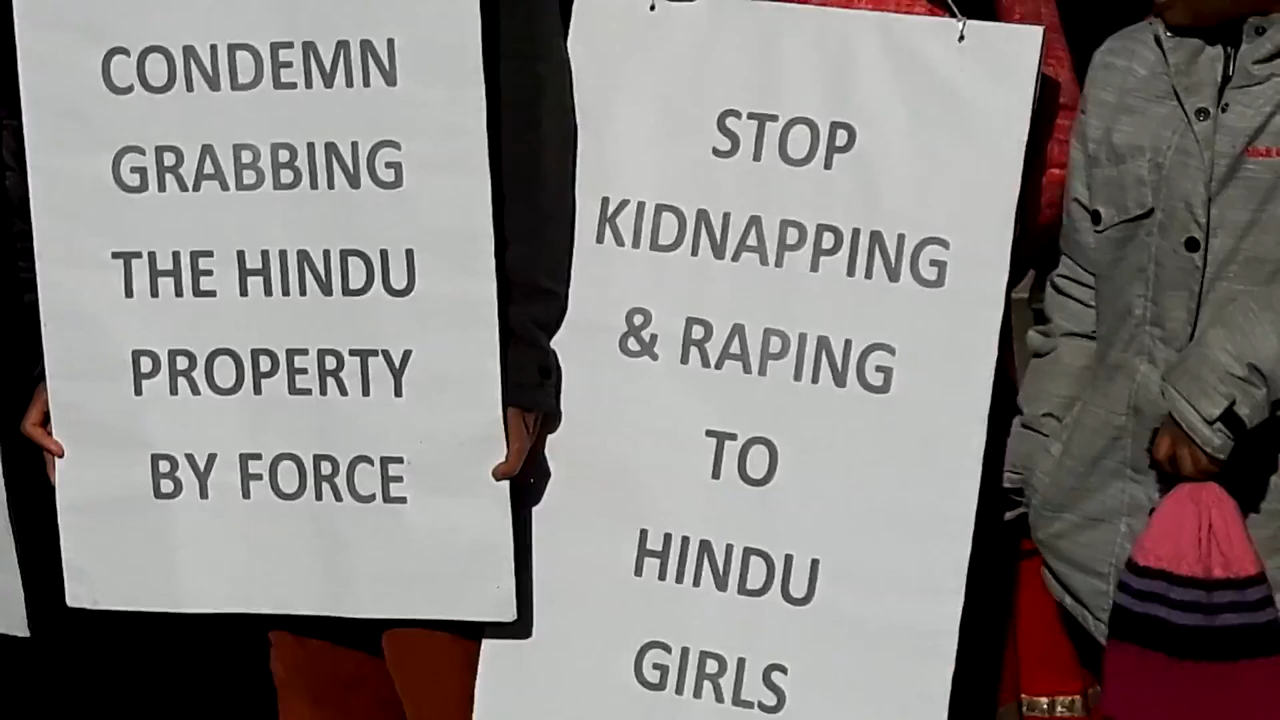 CONDEMN
GRABBING
THE HINDU
PROPERTY
BY FORCE
STOP
KIDNAPPING
& RAPING
TO
HINDU
GIRLS